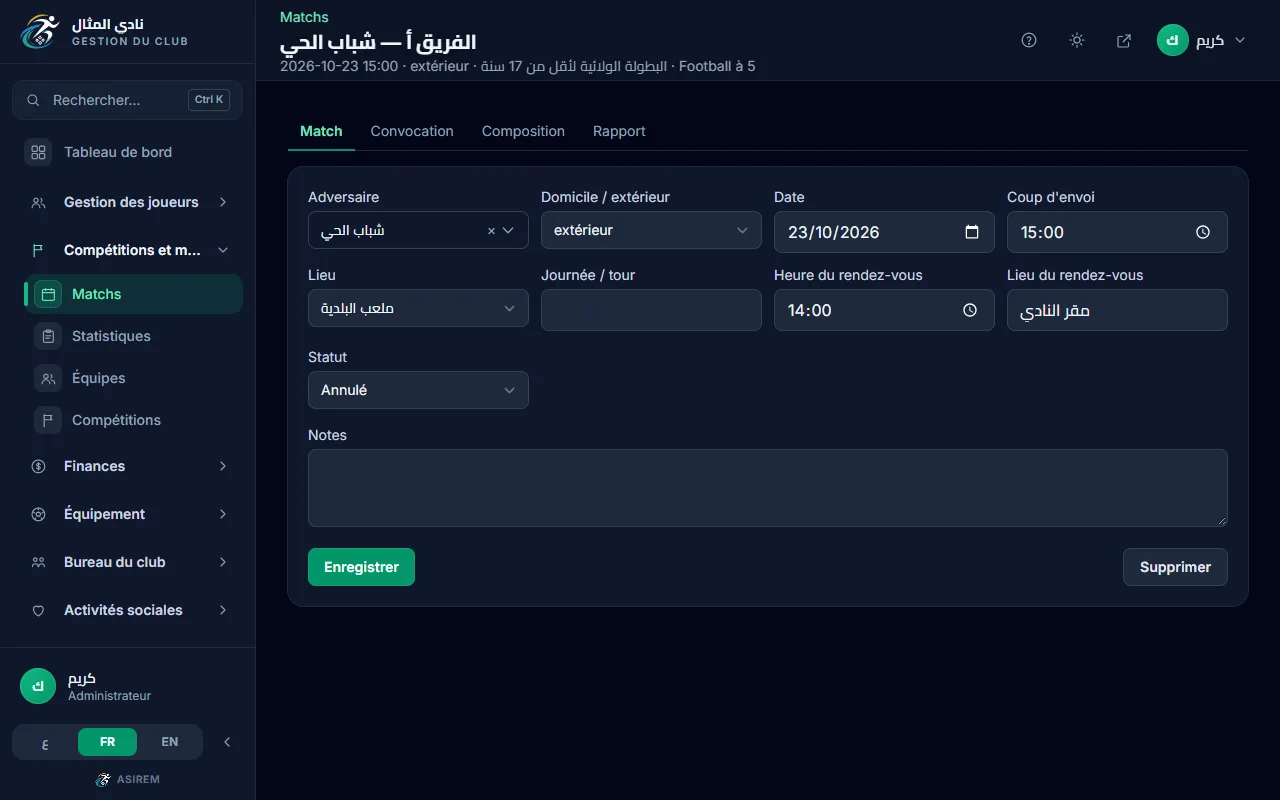 نادي المثال
GESTION DU CLUB
Rechercher...
Ctrl K
Tableau de bord
Gestion des joueurs
Compétitions et m...
Matchs
Statistiques
Équipes
Compétitions
Finances
Équipement
Bureau du club
Activités sociales
كريم
Administrateur
ع
FR
EN
ASIREM
Matchs
الفريق أ — شباب الحي
2026-10-23 15:00 · extérieur · البطولة الولائية لأقل من 17 سنة · Football à 5
ك
كريم
Match
Convocation
Composition
Rapport
Adversaire
شباب الحي
Domicile / extérieur
extérieur
Date
23/10/2026
Coup d'envoi
15:00
Lieu
ملعب البلدية
Journée / tour
Heure du rendez-vous
14:00
Lieu du rendez-vous
مقر النادي
Statut
Annulé
Notes
Enregistrer
Supprimer
ك